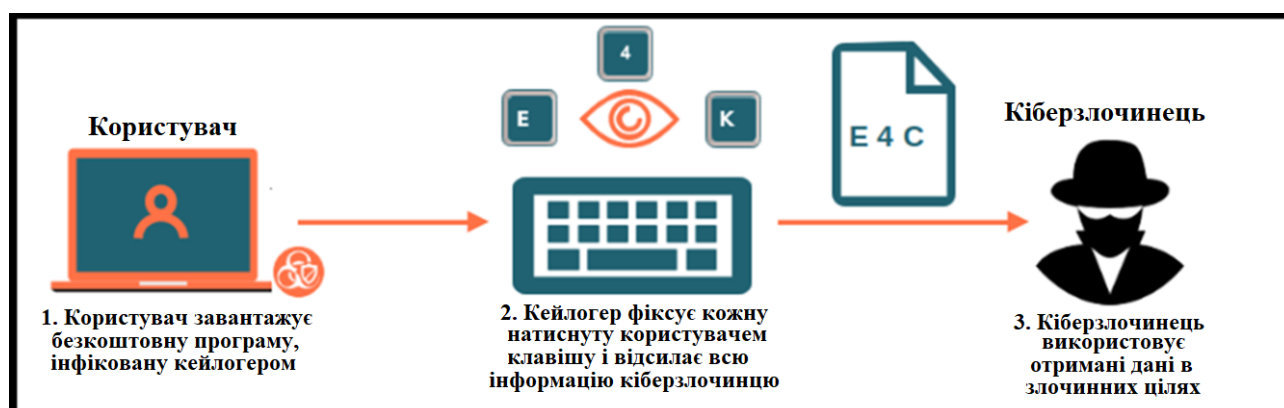 Користувач
4
E
K
E 4 C
Кіберзлочинець
1. Користувач завантажує
безкоштовну програму,
інфіковану кейлогером
2. Кейлогер фіксує кожну
натиснуту користувачем
клавішу і відсилає всю
інформацію кіберзлочинцю
3. Кіберзлочинець
використовує
отримані дані в
злочинних цілях